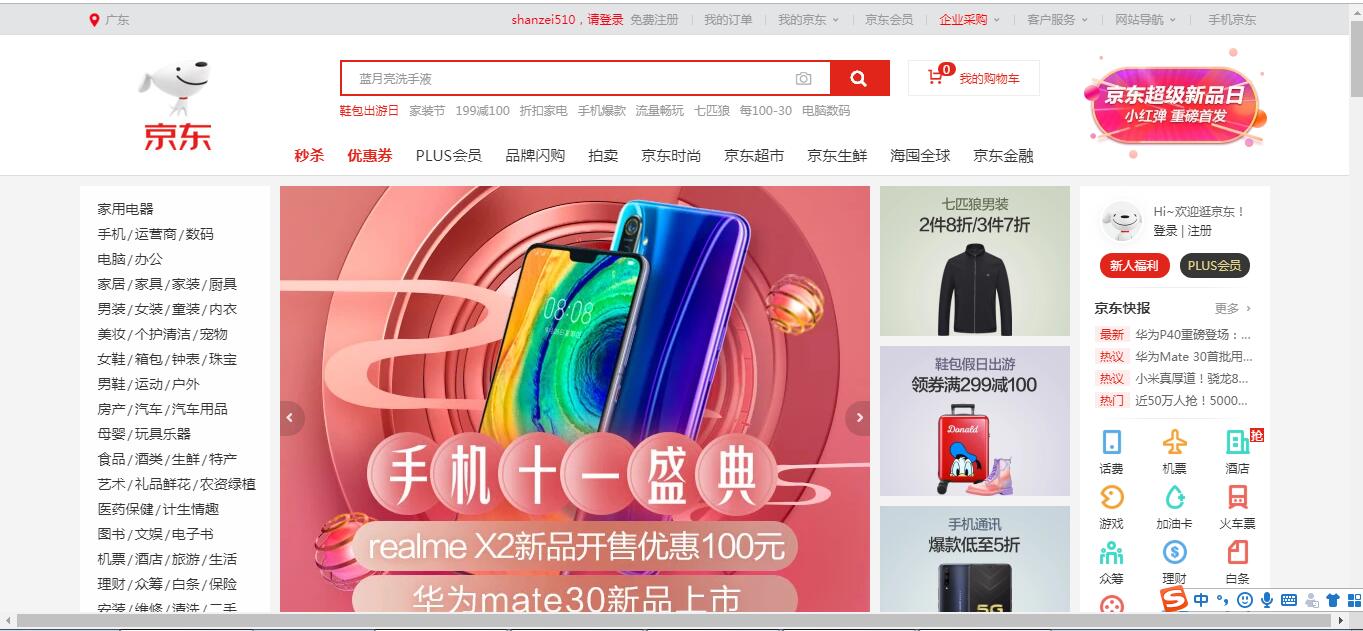 广东
shanzei510，请登录 免费注册 我的订单 我的京东 京东会员 企业采购 客户服务 网站导航 手机京东
京东
蓝月亮洗手液
0 我的购物车
鞋包出游日 家装节 199减100 折扣家电 手机爆款 流量畅玩 七匹狼 每100-30 电脑数码
京东超级新品日
小红弹 重磅首发
秒杀 优惠券 PLUS会员 品牌闪购 拍卖 京东时尚 京东超市 京东生鲜 海囤全球 京东金融
家用电器
手机/运营商/数码
电脑/办公
家居/家具/家装/厨具
男装/女装/童装/内衣
美妆/个护清洁/宠物
女鞋/箱包/钟表/珠宝
男鞋/运动/户外
房产/汽车/汽车用品
母婴/玩具乐器
食品/酒类/生鲜/特产
艺术/礼品鲜花/农资绿植
医药保健/计生情趣
图书/文娱/电子书
机票/酒店/旅游/生活
理财/众筹/白条/保险
安装/维修/清洗/二手
08:08
手机十一盛典
realme X2新品开售优惠100元
华为mate30新品上市
七匹狼男装
2件8折/3件7折
鞋包假日出游
领券满299减100
Donald
手机通讯
爆款低至5折
5G
Hi~欢迎逛京东！
登录 | 注册
新人福利 PLUS会员
京东快报 更多
最新 华为P40重磅登场：...
热议 华为Mate 30首批用...
热议 小米真厚道！骁龙8...
热门 近50万人抢！5000...
抢
话费 机票 酒店
游戏 加油卡 火车票
众筹 理财 白条
S 中